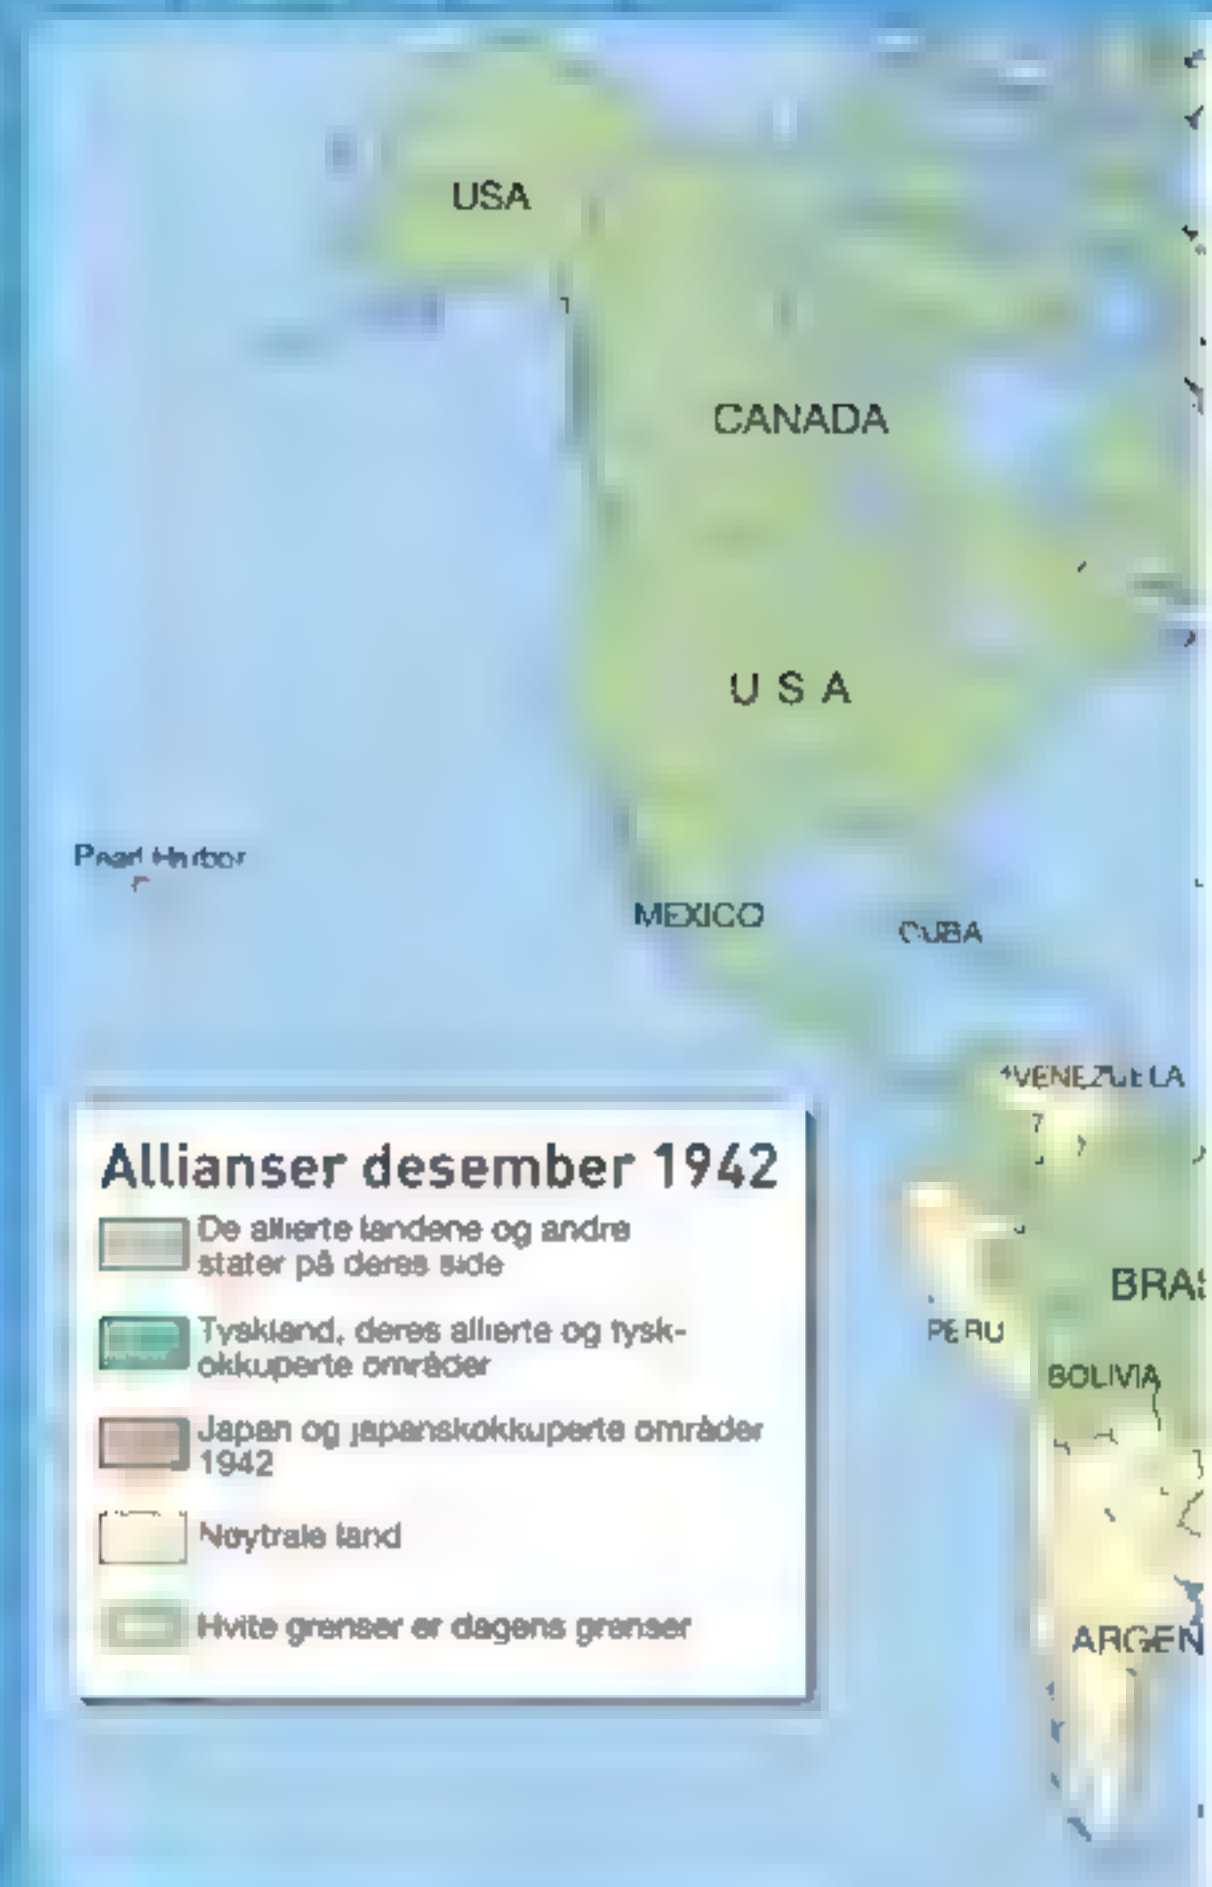 USA
CANADA
U S A
Pearl Harbor
MEXICO
CUBA
VENEZUELA
BRAS
PERU
BOLIVIA
ARGEN
Allianser desember 1942
De allierte landene og andre
stater på deres side
Tyskland, deres allierte og tysk-
okkuperte områder
Japan og japanskokkuperte områder
1942
Nøytrale land
Hvite grenser er dagens grenser